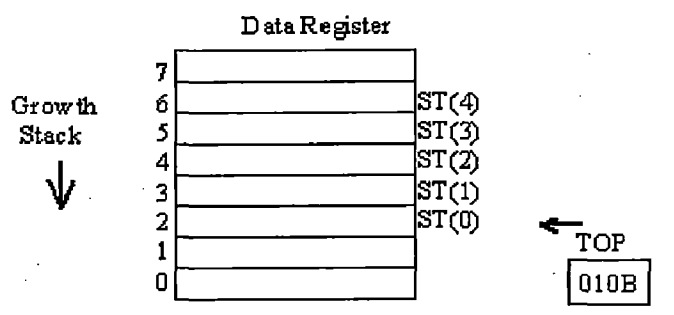 Data Register
7
Growth
Stack
6 ST(4)
5 ST(3)
4 ST(2)
3 ST(1)
2 ST(0)
1
0
TOP
010B